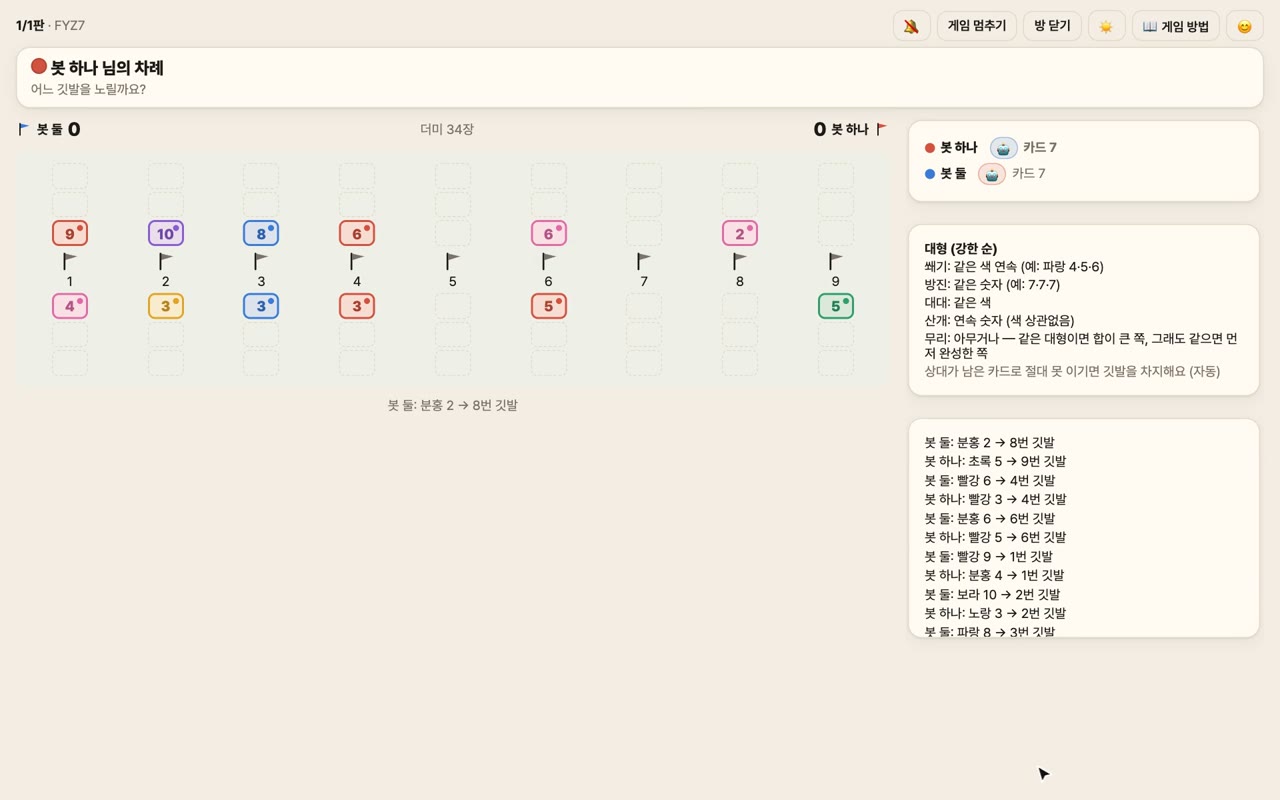 1/1판 · FYZ7
게임 멈추기
방 닫기
게임 방법
봇 하나 님의 차례
어느 깃발을 노릴까요?
봇 둘 0
더미 34장
0 봇 하나
9 10 8 6 6 2
1 2 3 4 5 6 7 8 9
4 3 3 3 5 5
봇 둘: 분홍 2 → 8번 깃발
봇 하나 카드 7
봇 둘 카드 7
대형 (강한 순)
쐐기: 같은 색 연속 (예: 파랑 4·5·6)
방진: 같은 숫자 (예: 7·7·7)
대대: 같은 색
산개: 연속 숫자 (색 상관없음)
무리: 아무거나 — 같은 대형이면 합이 큰 쪽, 그래도 같으면 먼
저 완성한 쪽
상대가 남은 카드로 절대 못 이기면 깃발을 차지해요 (자동)
봇 둘: 분홍 2 → 8번 깃발
봇 하나: 초록 5 → 9번 깃발
봇 둘: 빨강 6 → 4번 깃발
봇 하나: 빨강 3 → 4번 깃발
봇 둘: 분홍 6 → 6번 깃발
봇 하나: 빨강 5 → 6번 깃발
봇 둘: 빨강 9 → 1번 깃발
봇 하나: 분홍 4 → 1번 깃발
봇 둘: 보라 10 → 2번 깃발
봇 하나: 노랑 3 → 2번 깃발
봇 둘: 파랑 8 → 3번 깃발